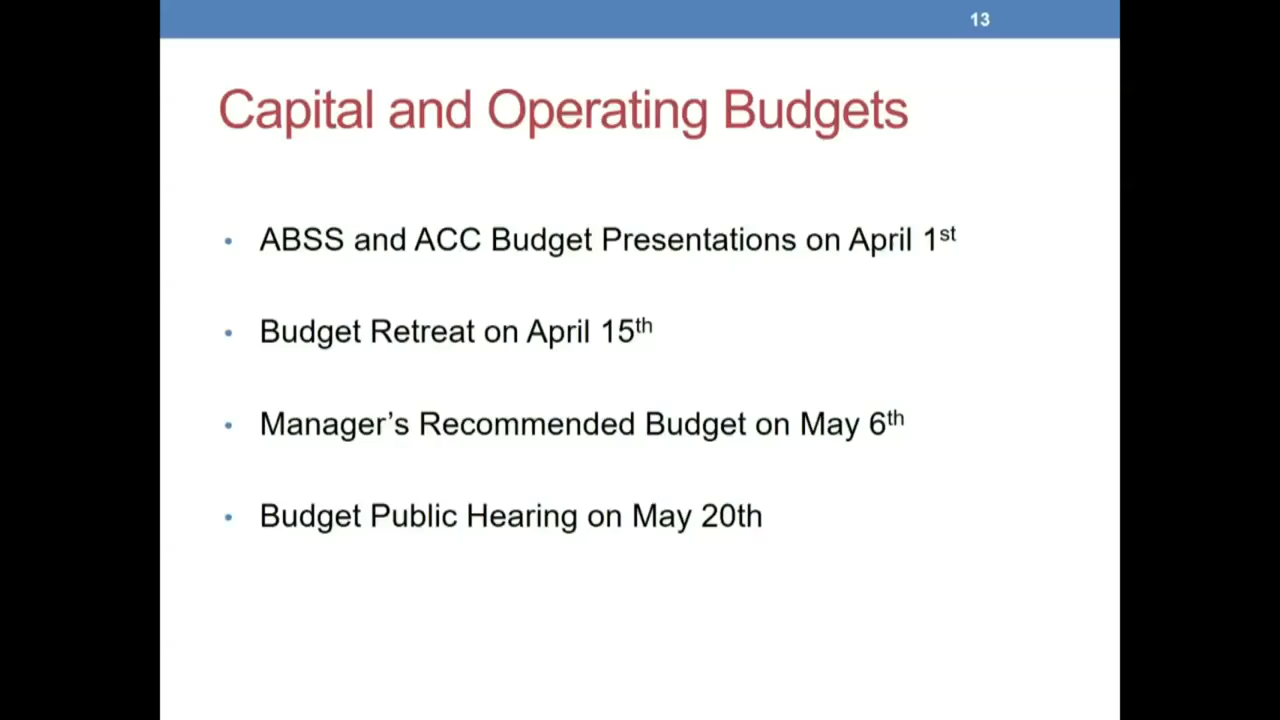 13
Capital and Operating Budgets
• ABSS and ACC Budget Presentations on April 1st
• Budget Retreat on April 15th
• Manager’s Recommended Budget on May 6th
• Budget Public Hearing on May 20th